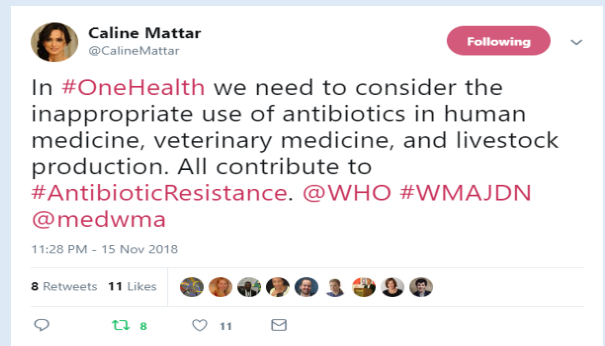 Caline Mattar
@CalineMattar
Following
In #OneHealth we need to consider the
inappropriate use of antibiotics in human
medicine, veterinary medicine, and livestock
production. All contribute to
#AntibioticResistance. @WHO #WMAJDN
@medwma
11:28 PM - 15 Nov 2018
8 Retweets 11 Likes
8 11